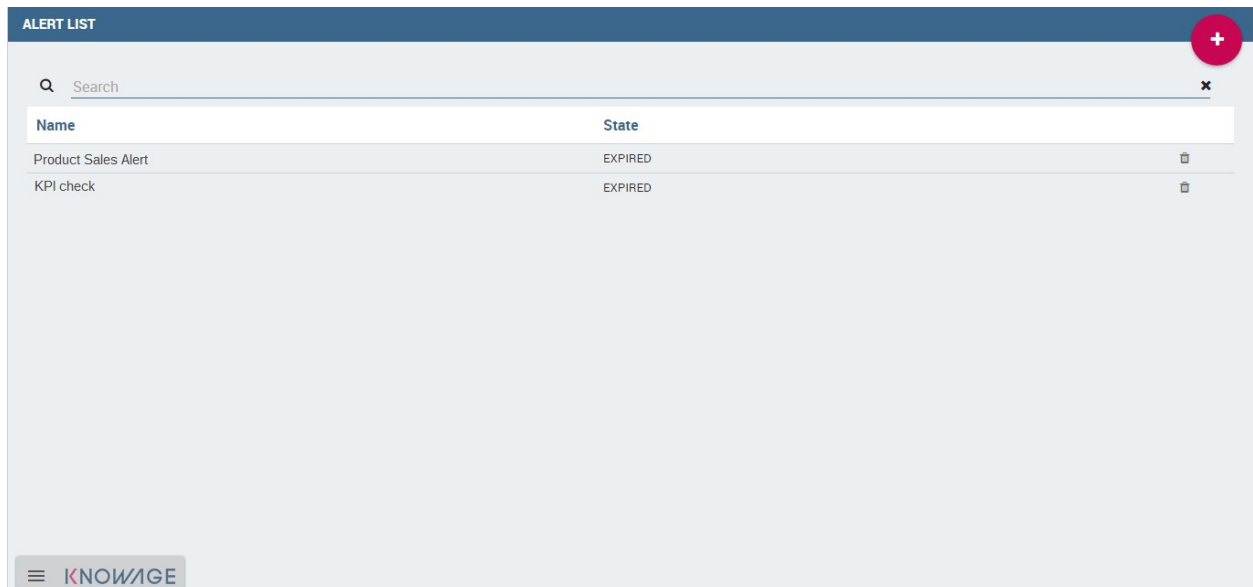 ALERT LIST
+
Search
Name State
Product Sales Alert EXPIRED
KPI check EXPIRED
KNOWAGE